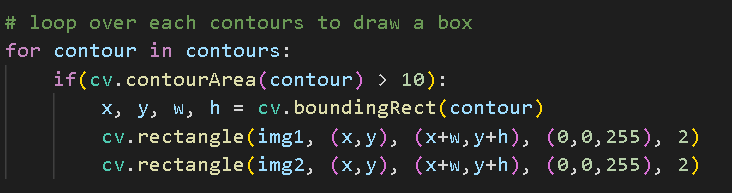 # loop over each contours to draw a box
for contour in contours:
    if(cv.contourArea(contour) > 10):
        x, y, w, h = cv.boundingRect(contour)
        cv.rectangle(img1, (x,y), (x+w,y+h), (0,0,255), 2)
        cv.rectangle(img2, (x,y), (x+w,y+h), (0,0,255), 2)